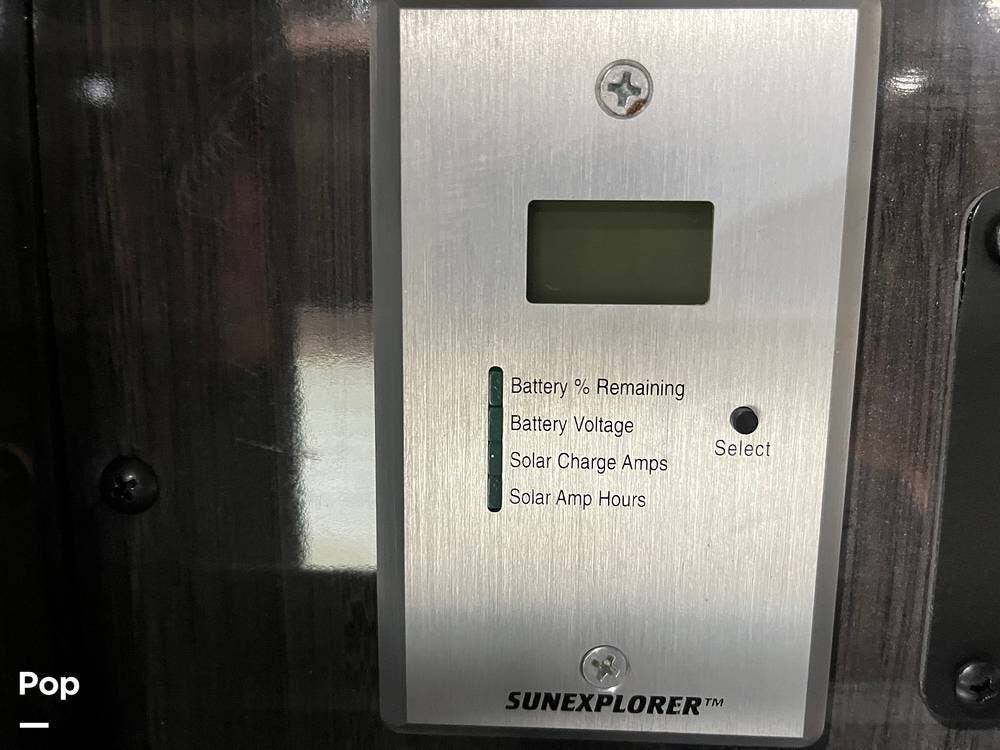 Battery % Remaining
Battery Voltage
Solar Charge Amps
Solar Amp Hours
Select
SUNEXPLORER™
Pop